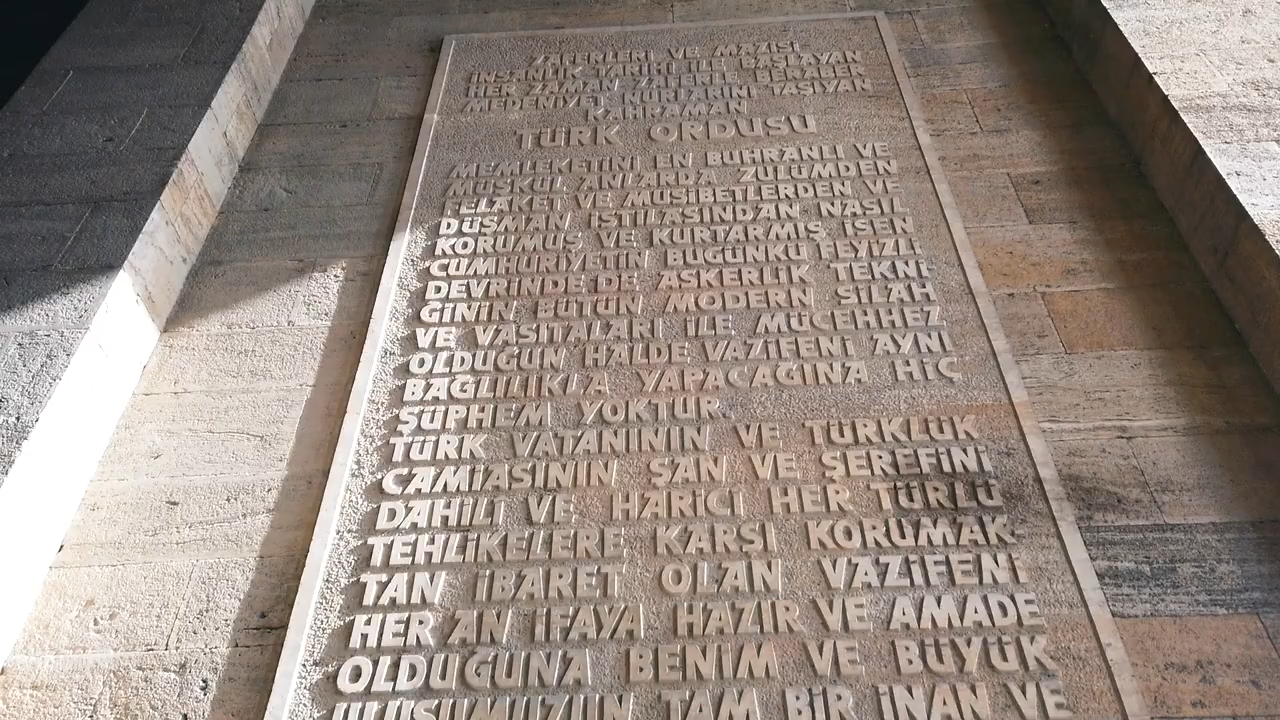 ZAFERLERİ VE MAZİSİ
İNSANLIK TARİHİ İLE BAŞLAYAN
HER ZAMAN ZAFERLE BERABER
MEDENİYET NURLARINI TAŞIYAN
KAHRAMAN
TÜRK ORDUSU
MEMLEKETİNİ EN BUHRANLI VE
MÜŞKÜL ANLARDA ZULÜMDEN
FELAKET VE MUSİBETLERDEN VE
DÜŞMAN İSTİLASINDAN NASIL
KORUMUŞ VE KURTARMIŞ İSEN
CUMHURİYETİN BUGÜNKÜ FEYİZLİ
DEVRİNDE DE ASKERLİK TEKNİ
ĞİNİN BÜTÜN MODERN SİLAH
VE VASITALARI İLE MÜCEHHEZ
OLDUĞUN HALDE VAZİFENİ AYNI
BAĞLILIKLA YAPACAĞINA HİÇ
ŞÜPHEM YOKTUR
TÜRK VATANININ VE TÜRKLÜK
CAMİASININ ŞAN VE ŞEREFİNİ
DAHİLİ VE HARİCİ HER TÜRLÜ
TEHLİKELERE KARŞI KORUMAK-
TAN İBARET OLAN VAZİFENİ
HER AN İFAYA HAZIR VE AMADE
OLDUĞUNA BENİM VE BÜYÜK
ULUSUMUZUN TAM BİR İNAN VE